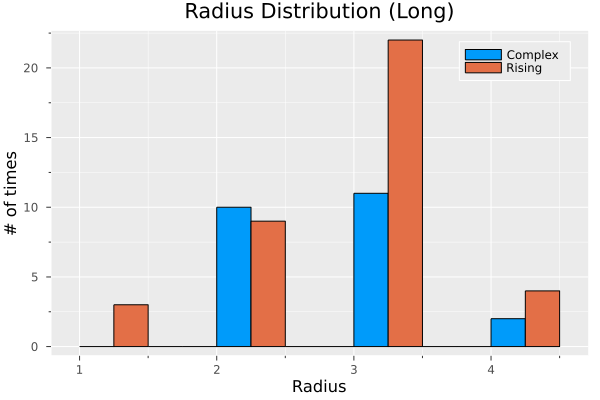 Radius Distribution (Long)
Complex
Rising
20
15
10
5
0
# of times
1 2 3 4
Radius